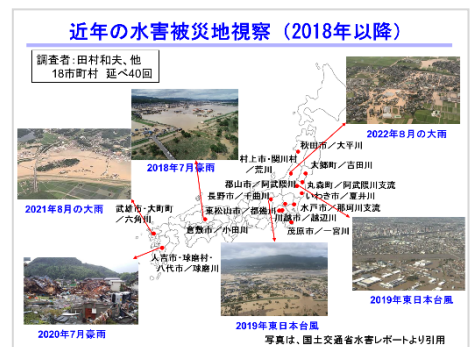 近年の水害被災地視察（2018年以降）
調査者：田村和夫、他
18市町村　延べ40回
2022年8月の大雨
秋田市／太平川
2018年7月豪雨
村上市・関川村
／荒川
大郷町／吉田川
郡山市／阿武隈川
丸森町／阿武隈川支流
2021年8月の大雨
長野市／千曲川
いわき市／夏井川
武雄市・大町町
／六角川
東松山市／都幾川
水戸市／那珂川支流
川越市／越辺川
倉敷市／小田川
茂原市／一宮川
人吉市・球磨村・
八代市／球磨川
2019年東日本台風
2020年7月豪雨
2019年東日本台風
写真は、国土交通省水害レポートより引用